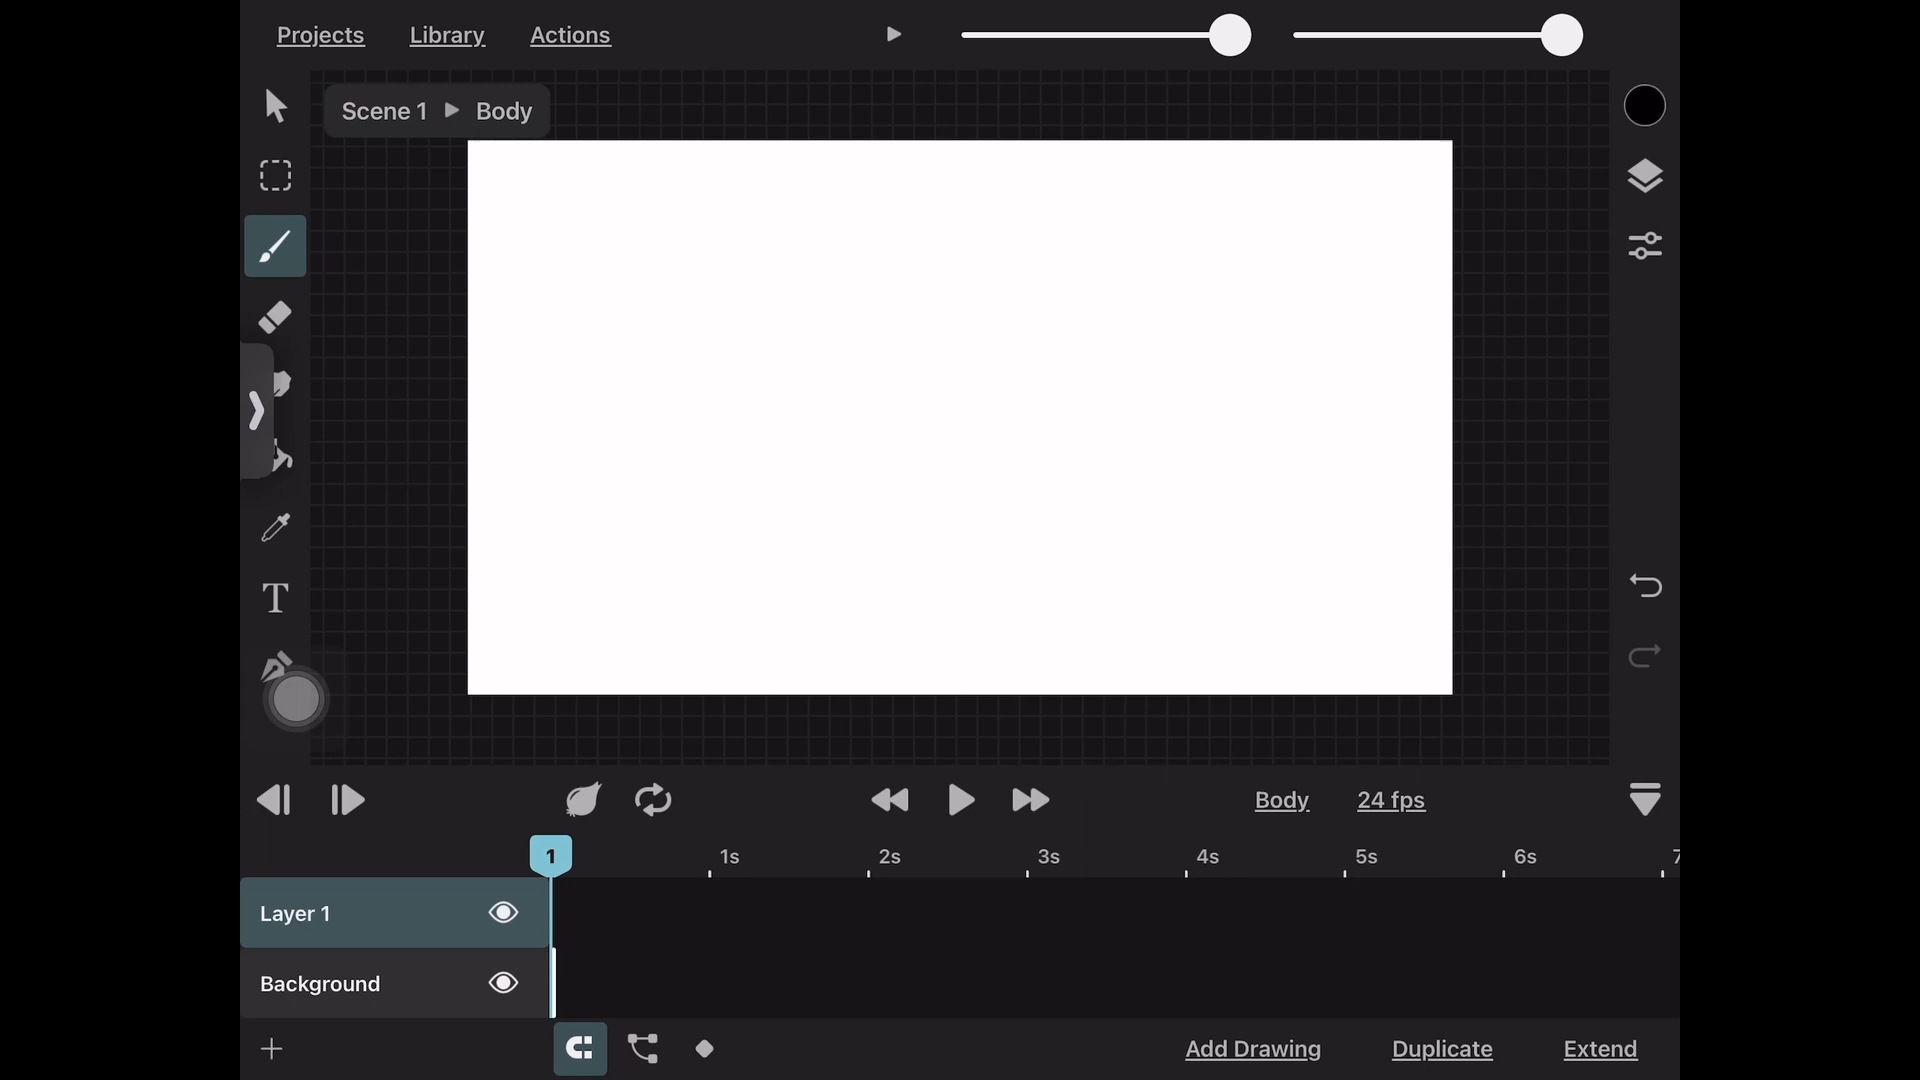 Projects Library Actions
Scene 1 Body
T
Body 24 fps
1 1s 2s 3s 4s 5s 6s 7
Layer 1
Background
Add Drawing Duplicate Extend